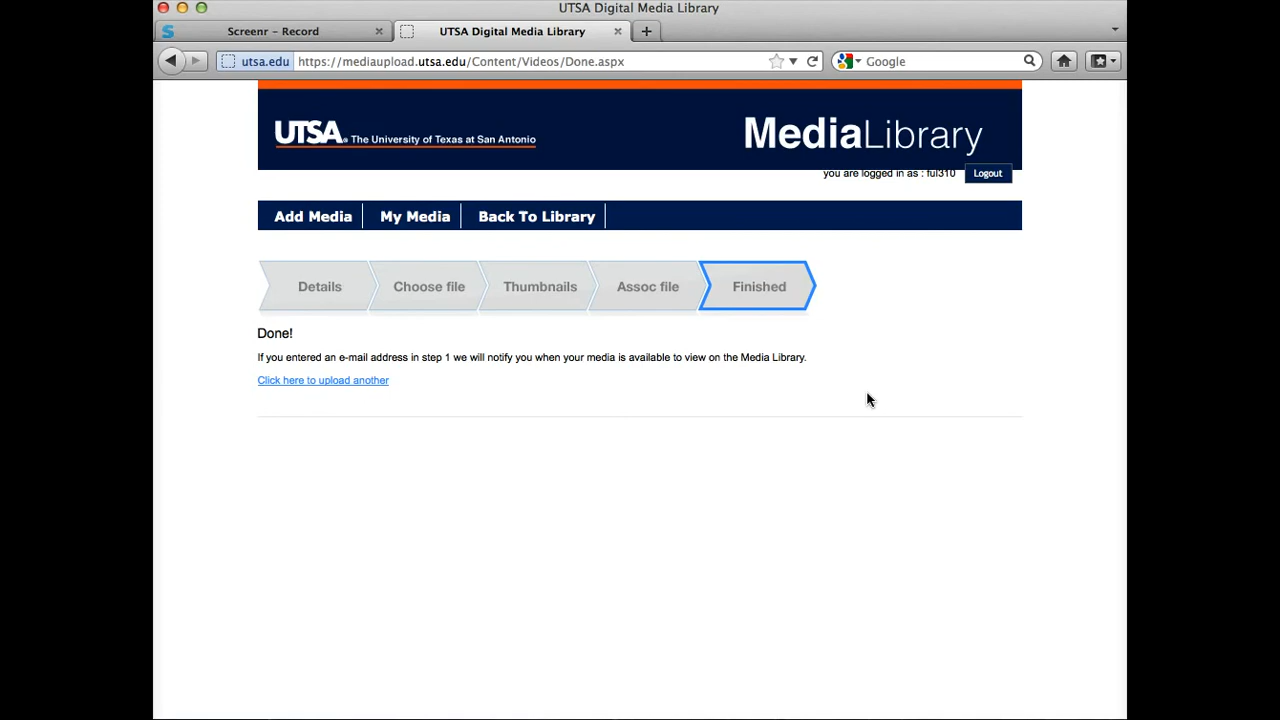 UTSA Digital Media Library
Screenr – Record
UTSA Digital Media Library
utsa.edu
https://mediaupload.utsa.edu/Content/Videos/Done.aspx
Google
UTSA® The University of Texas at San Antonio
MediaLibrary
you are logged in as : ful310
Logout
Add Media
My Media
Back To Library
Details
Choose file
Thumbnails
Assoc file
Finished
Done!
If you entered an e-mail address in step 1 we will notify you when your media is available to view on the Media Library.
Click here to upload another